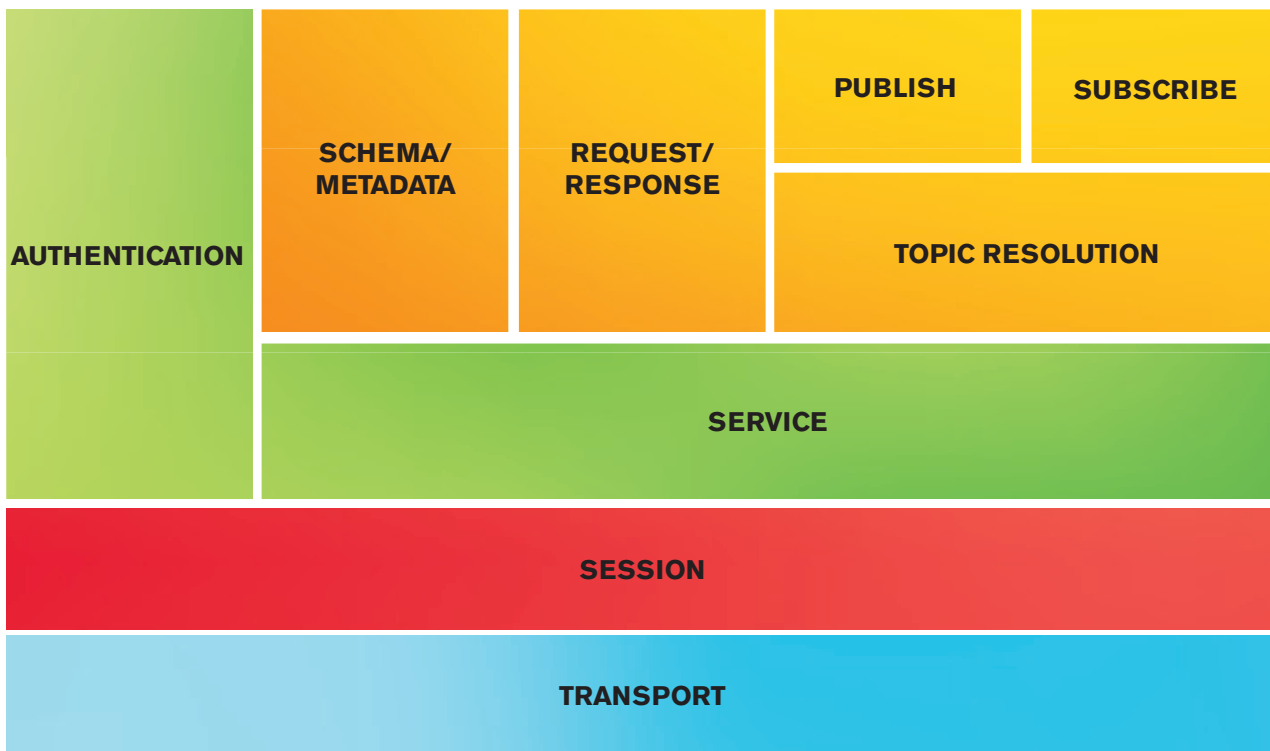 PUBLISH
SUBSCRIBE
SCHEMA/
METADATA
REQUEST/
RESPONSE
AUTHENTICATION
TOPIC RESOLUTION
SERVICE
SESSION
TRANSPORT